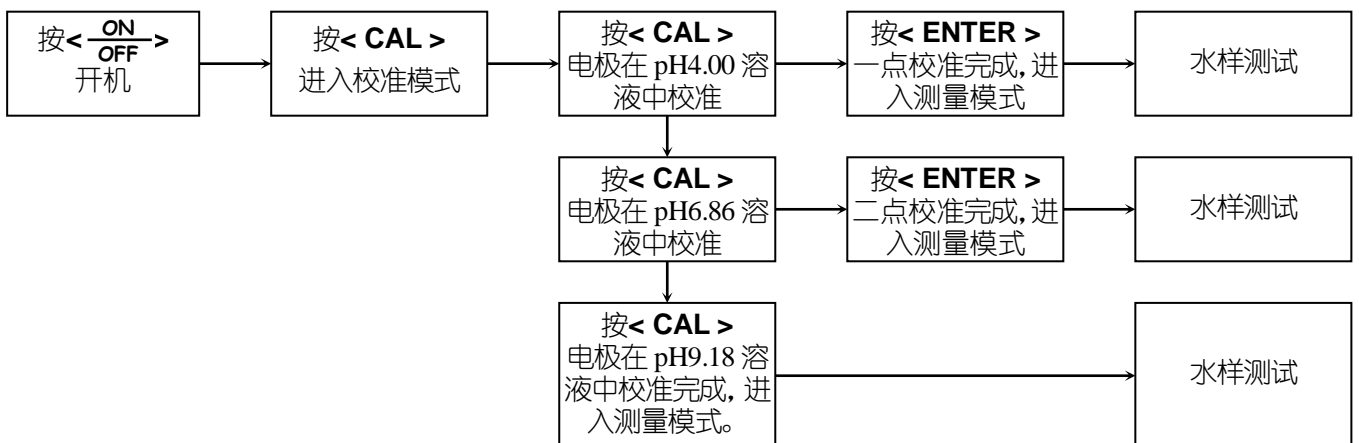 按<ON/OFF>
开机
按< CAL >
进入校准模式
按< CAL >
电极在 pH4.00 溶
液中校准
按< ENTER >
一点校准完成，进
入测量模式
水样测试
按< CAL >
电极在 pH6.86 溶
液中校准
按< ENTER >
二点校准完成，进
入测量模式
水样测试
按< CAL >
电极在 pH9.18 溶
液中校准完成，进
入测量模式。
水样测试